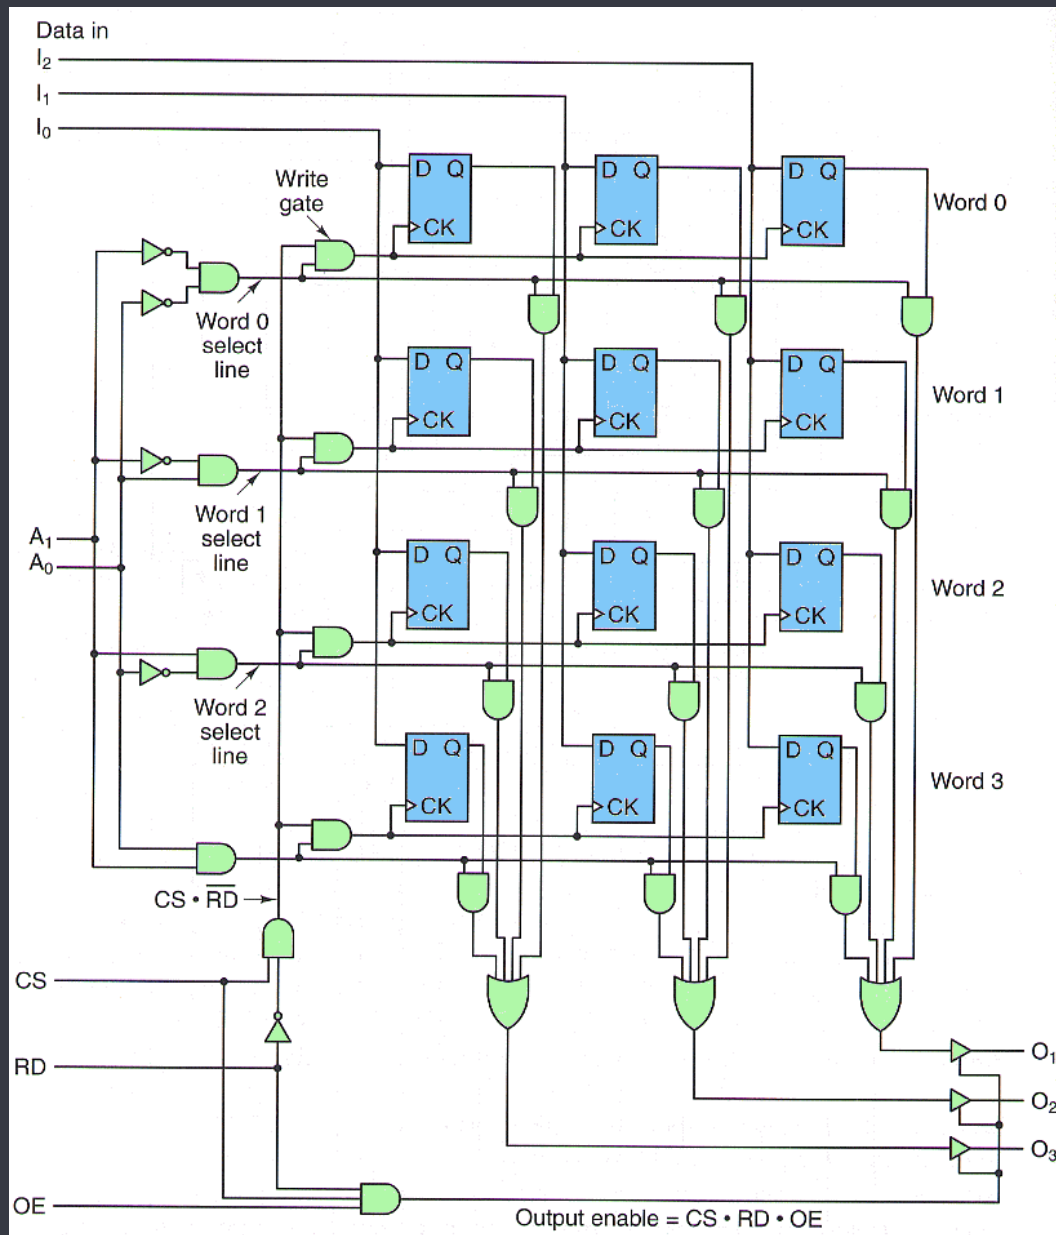 Data in
I2
I1
I0
Write
gate
D Q
CK
D Q
CK
D Q
CK
Word 0
Word 0
select
line
D Q
CK
D Q
CK
D Q
CK
Word 1
Word 1
select
line
A1
A0
D Q
CK
D Q
CK
D Q
CK
Word 2
Word 2
select
line
D Q
CK
D Q
CK
D Q
CK
Word 3
CS • R̅D̅
CS
RD
OE
O1
O2
O3
Output enable = CS • RD • OE